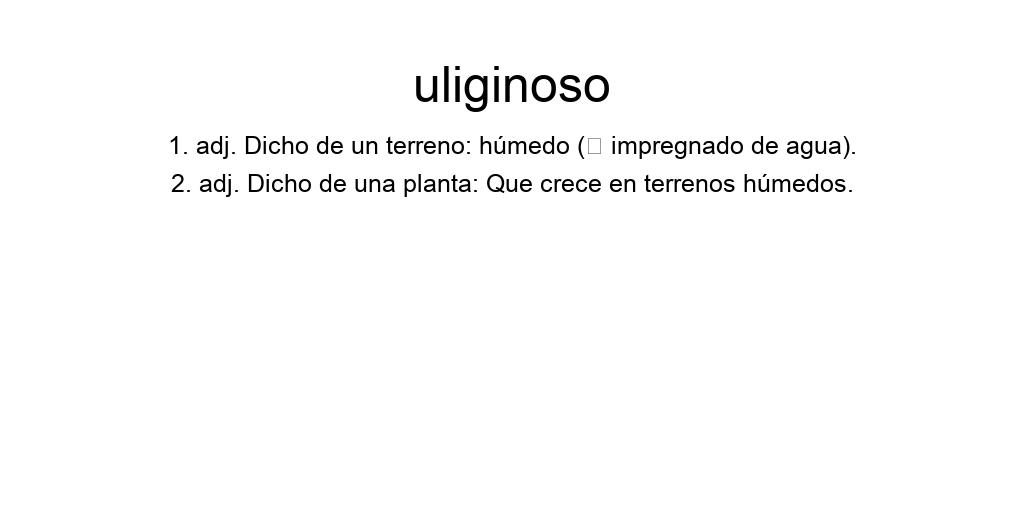 uliginoso
1. adj. Dicho de un terreno: húmedo (□ impregnado de agua).
2. adj. Dicho de una planta: Que crece en terrenos húmedos.